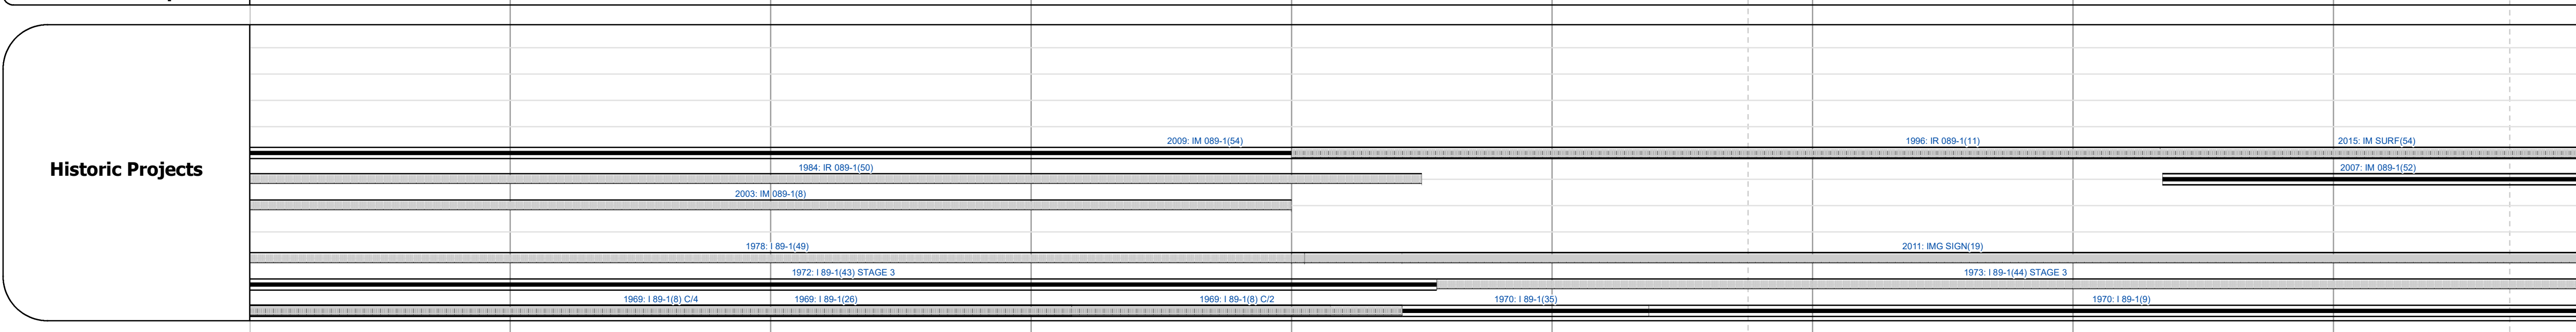 2009: IM 089-1(54) 1996: IR 089-1(11) 2015: IM SURF(54)
1984: IR 089-1(50) 2007: IM 089-1(52)
Historic Projects
2003: IM 089-1(8)
1978: I 89-1(49) 2011: IMG SIGN(19)
1972: I 89-1(43) STAGE 3 1973: I 89-1(44) STAGE 3
1969: I 89-1(8) C/4 1969: I 89-1(26) 1969: I 89-1(8) C/2 1970: I 89-1(35) 1970: I 89-1(9)